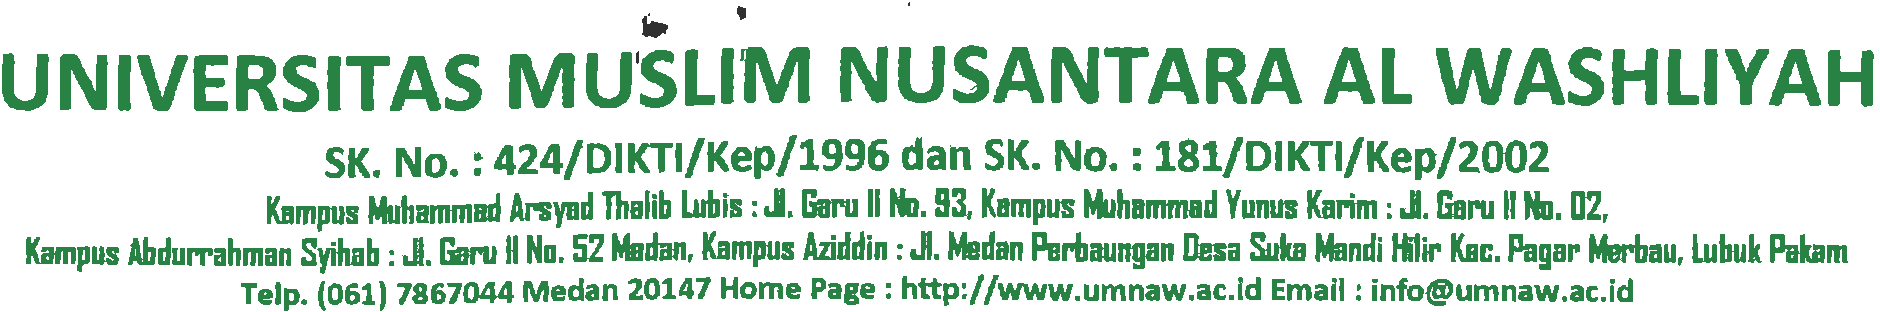 UNIVERSITAS MUSLIM NUSANTARA AL WASHLIYAH
SK. No. : 424/DIKTI/Kep/1996 dan SK. No. : 181/DIKTI/Kep/2002
Kampus Muhammad Arsyad Thalib Lubis : Jl. Garu II No. 93, Kampus Muhammad Yunus Karim : Jl. Garu II No. 02,
Kampus Abdurrahman Syihab : Jl. Garu II No. 52 Medan, Kampus Aziddin : Jl. Medan Perbaungan Desa Suka Mandi Hilir Kec. Pagar Merbau, Lubuk Pakam
Telp. (061) 7867044 Medan 20147 Home Page : http://www.umnaw.ac.id Email : info@umnaw.ac.id